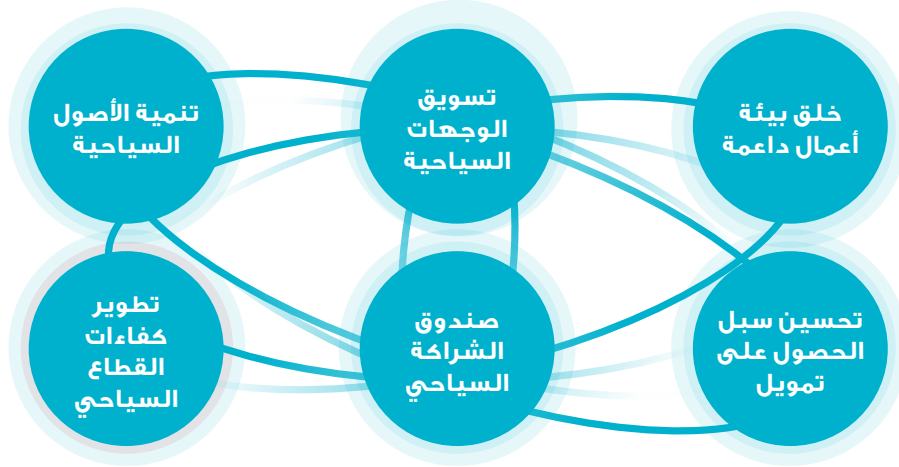 خلق بيئة
أعمال داعمة
تسويق
الوجهات
السياحية
تنمية الأصول
السياحية
تحسين سبل
الحصول على
تمويل
صندوق
الشراكة
السياحي
تطوير
كفاءات
القطاع
السياحي